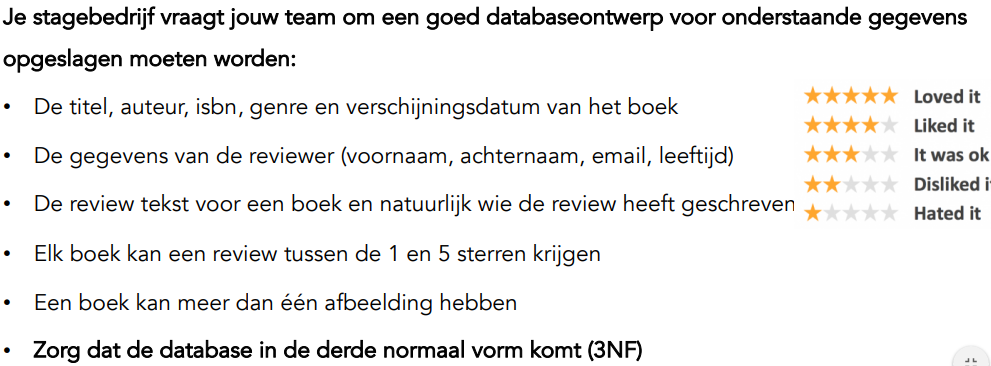 Je stagebedrijf vraagt jouw team om een goed databaseontwerp voor onderstaande gegevens
opgeslagen moeten worden:
• De titel, auteur, isbn, genre en verschijningsdatum van het boek
• De gegevens van de reviewer (voornaam, achternaam, email, leeftijd)
• De review tekst voor een boek en natuurlijk wie de review heeft geschreven
• Elk boek kan een review tussen de 1 en 5 sterren krijgen
• Een boek kan meer dan één afbeelding hebben
• Zorg dat de database in de derde normaal vorm komt (3NF)
Loved it
Liked it
It was ok
Disliked it
Hated it